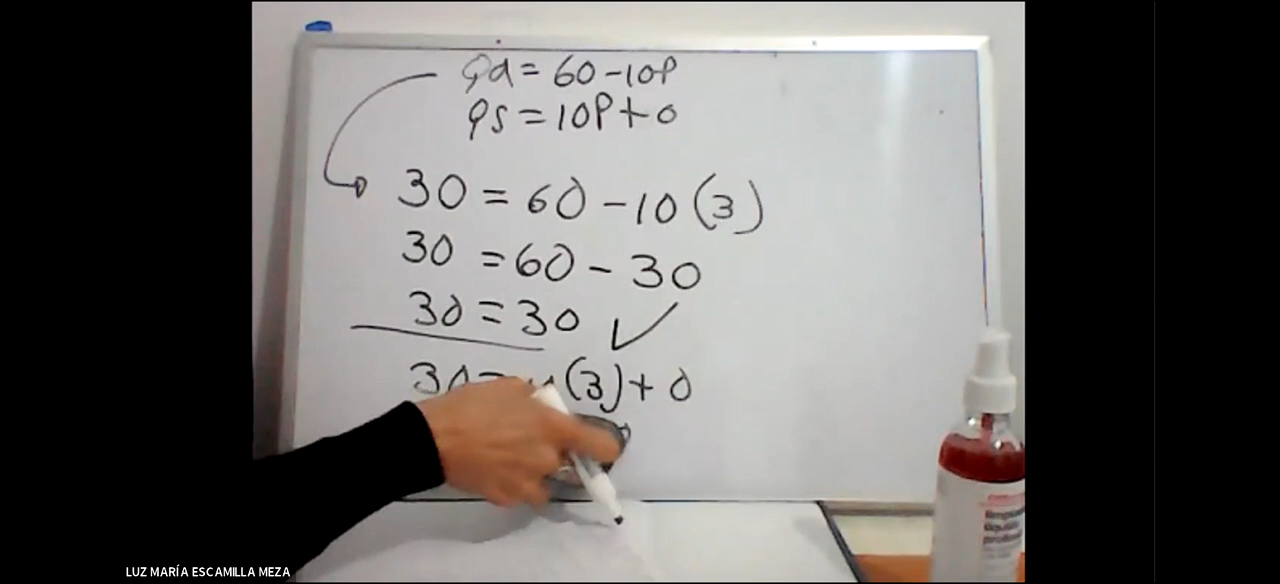 Qd = 60 - 10P
QS = 10P + 0
30 = 60 - 10 (3)
30 = 60 - 30
30 = 30 ✓
30 = (3) + 0
LUZ MARÍA ESCAMILLA MEZA